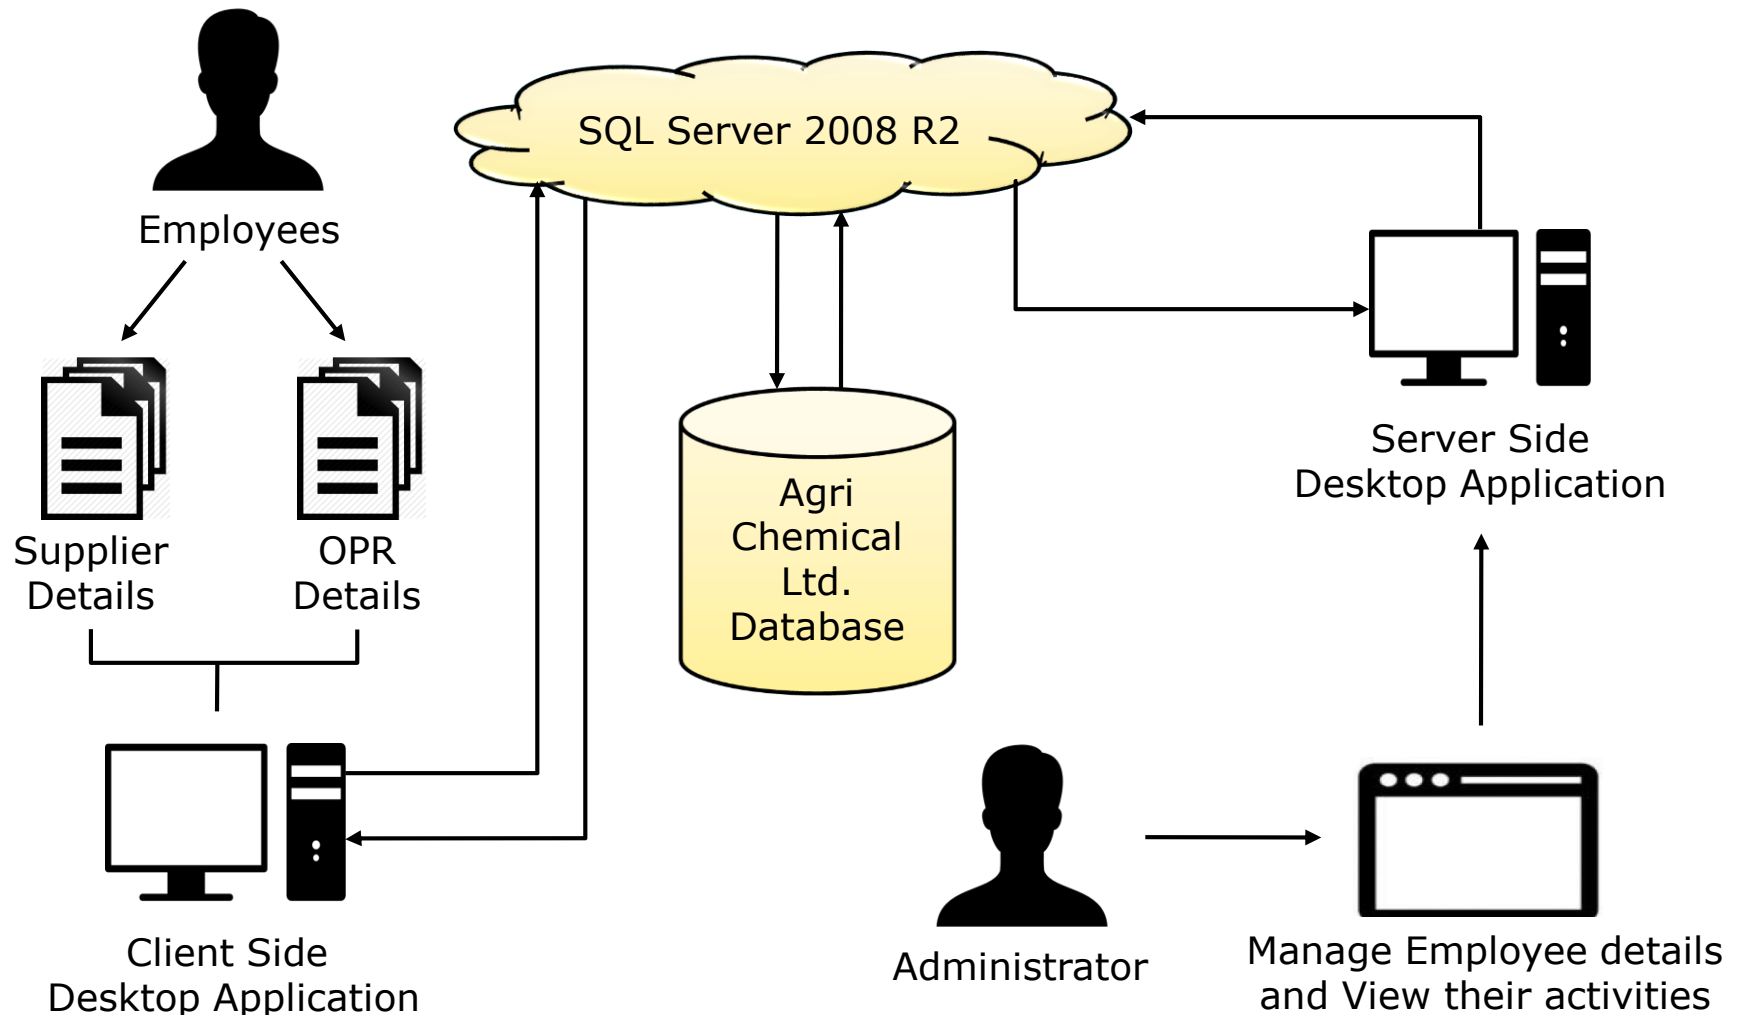 SQL Server 2008 R2
Employees
Supplier
Details
OPR
Details
Agri
Chemical
Ltd.
Database
Server Side
Desktop Application
Client Side
Desktop Application
Administrator
Manage Employee details
and View their activities